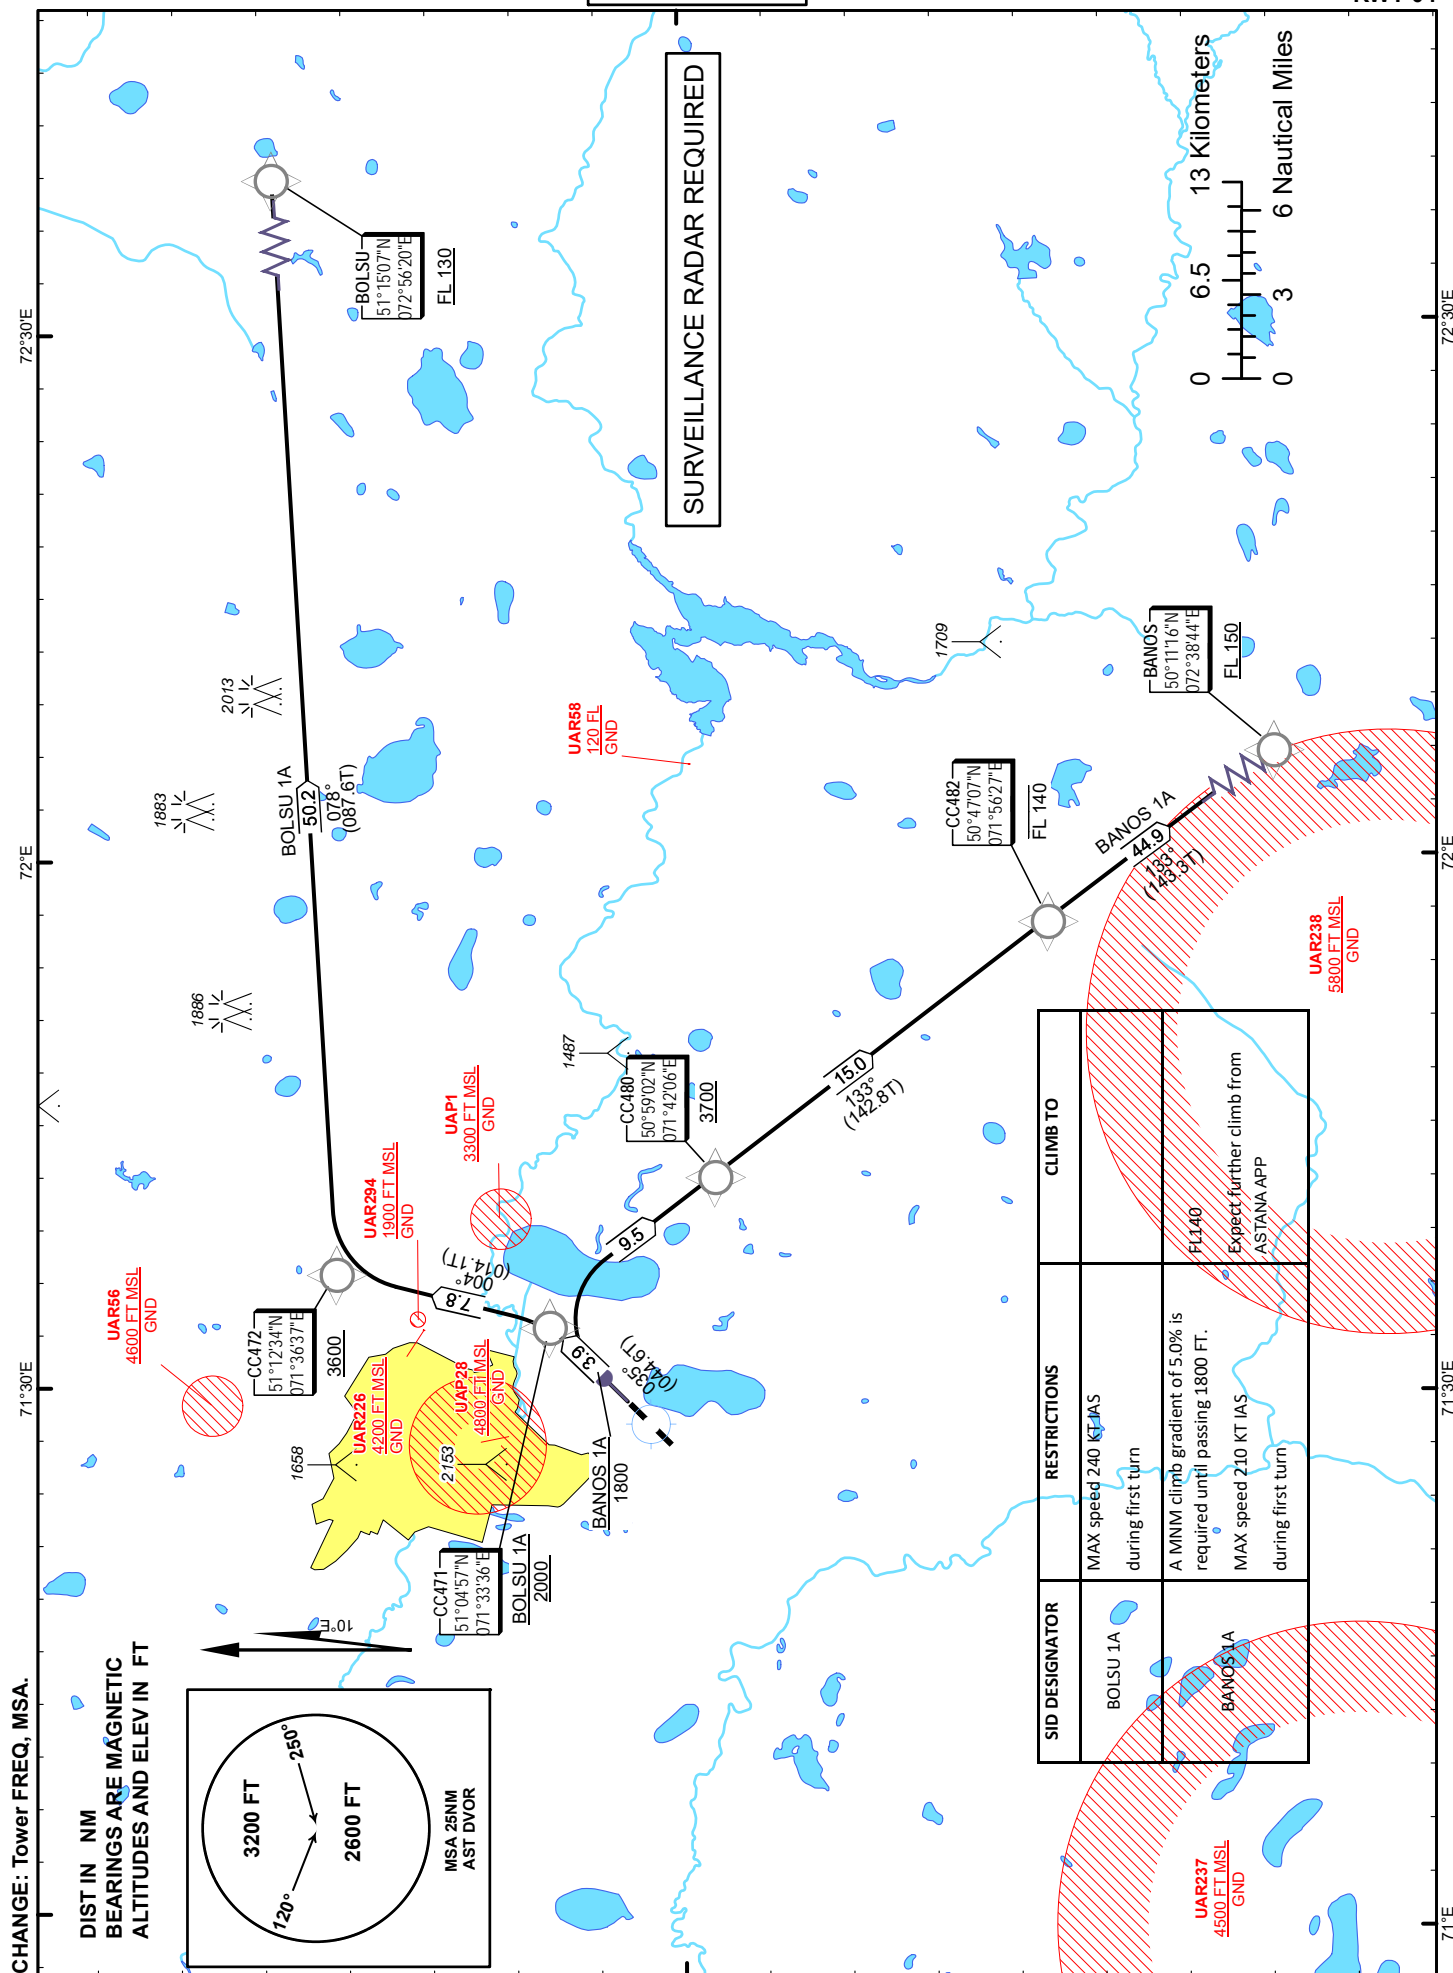 CHANGE: Tower FREQ, MSA.
DIST IN NM
BEARINGS ARE MAGNETIC
ALTITUDES AND ELEV IN FT
120°
250°
3200 FT
2600 FT
MSA 25NM
AST DVOR
10°E
71°E
71°30'E
72°E
72°30'E
UAR56
4600 FT MSL
GND
UAR294
1900 FT MSL
GND
UAP1
3300 FT MSL
GND
UAR226
4200 FT MSL
GND
UAP28
4800 FT MSL
GND
UAR58
120 FL
GND
1658
2153
1886
1883
2013
1487
1709
CC472
51°12'34"N
071°36'37"E
3600
CC471
51°04'57"N
071°33'36"E
BOLSU 1A
2000
BANOS 1A
1800
3.9
035°
(044.6T)
7.8
004°
(014.1T)
9.5
BOLSU 1A
50.2
078°
(087.6T)
BOLSU
51°15'07"N
072°56'20"E
FL 130
SURVEILLANCE RADAR REQUIRED
CC480
50°59'02"N
071°42'06"E
3700
15.0
133°
(142.8T)
CC482
50°47'07"N
071°56'27"E
FL 140
BANOS 1A
44.9
133°
(143.3T)
BANOS
50°11'16"N
072°38'44"E
FL 150
0 6.5 13 Kilometers
0 3 6 Nautical Miles
UAR238
5800 FT MSL
GND
UAR237
4500 FT MSL
GND
SID DESIGNATOR RESTRICTIONS CLIMB TO
BOLSU 1A
MAX speed 240 KT IAS
during first turn
BANOS 1A
A MNM climb gradient of 5.0% is
required until passing 1800 FT.
MAX speed 210 KT IAS
during first turn
FL140
Expect further climb from
ASTANA APP
71°E
71°30'E
72°E
72°30'E